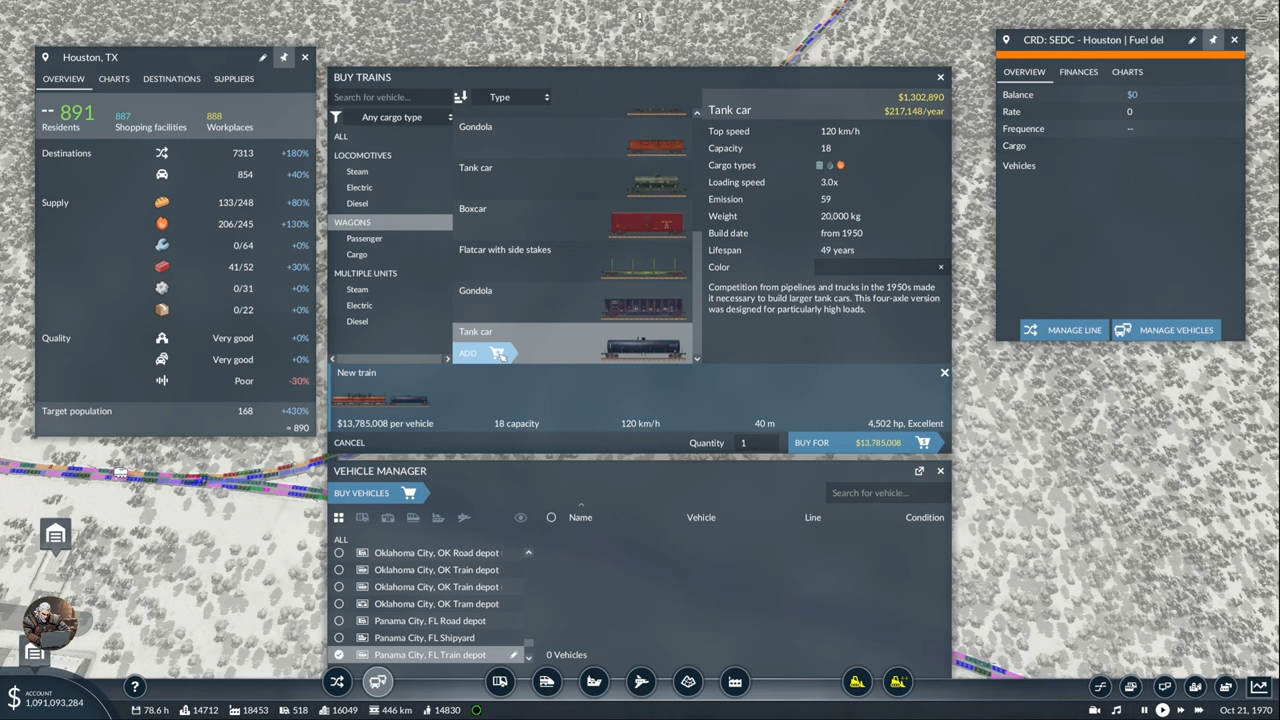 Houston, TX
OVERVIEW CHARTS DESTINATIONS SUPPLIERS
-- 891 887 888
Residents Shopping facilities Workplaces
Destinations 7313 +180%
854 +40%
Supply 133/248 +80%
206/245 +130%
0/64 +0%
41/52 +30%
0/31 +0%
0/22 +0%
Quality Very good +0%
Very good +0%
Poor -30%
Target population 168 +430%
= 890
BUY TRAINS
Search for vehicle... Type
Any cargo type
ALL
LOCOMOTIVES
Steam
Electric
Diesel
WAGONS
Passenger
Cargo
MULTIPLE UNITS
Steam
Electric
Diesel
Gondola
Tank car
Boxcar
Flatcar with side stakes
Gondola
Tank car
ADD
$1,302,890
Tank car $217,148/year
Top speed 120 km/h
Capacity 18
Cargo types
Loading speed 3.0x
Emission 59
Weight 20,000 kg
Build date from 1950
Lifespan 49 years
Color
Competition from pipelines and trucks in the 1950s made
it necessary to build larger tank cars. This four-axle version
was designed for particularly high loads.
New train
$13,785,008 per vehicle 18 capacity 120 km/h 40 m 4,502 hp, Excellent
CANCEL Quantity 1 BUY FOR $13,785,008
VEHICLE MANAGER
BUY VEHICLES Search for vehicle...
Name Vehicle Line Condition
ALL
Oklahoma City, OK Road depot
Oklahoma City, OK Train depot
Oklahoma City, OK Train depot
Oklahoma City, OK Tram depot
Panama City, FL Road depot
Panama City, FL Shipyard
Panama City, FL Train depot 0 Vehicles
CRD: SEDC - Houston | Fuel del
OVERVIEW FINANCES CHARTS
Balance $0
Rate 0
Frequence --
Cargo
Vehicles
MANAGE LINE MANAGE VEHICLES
?
$ ACCOUNT
1,091,093,284
78.6 h 14712 18453 518 16049 446 km 14830 Oct 21, 1970